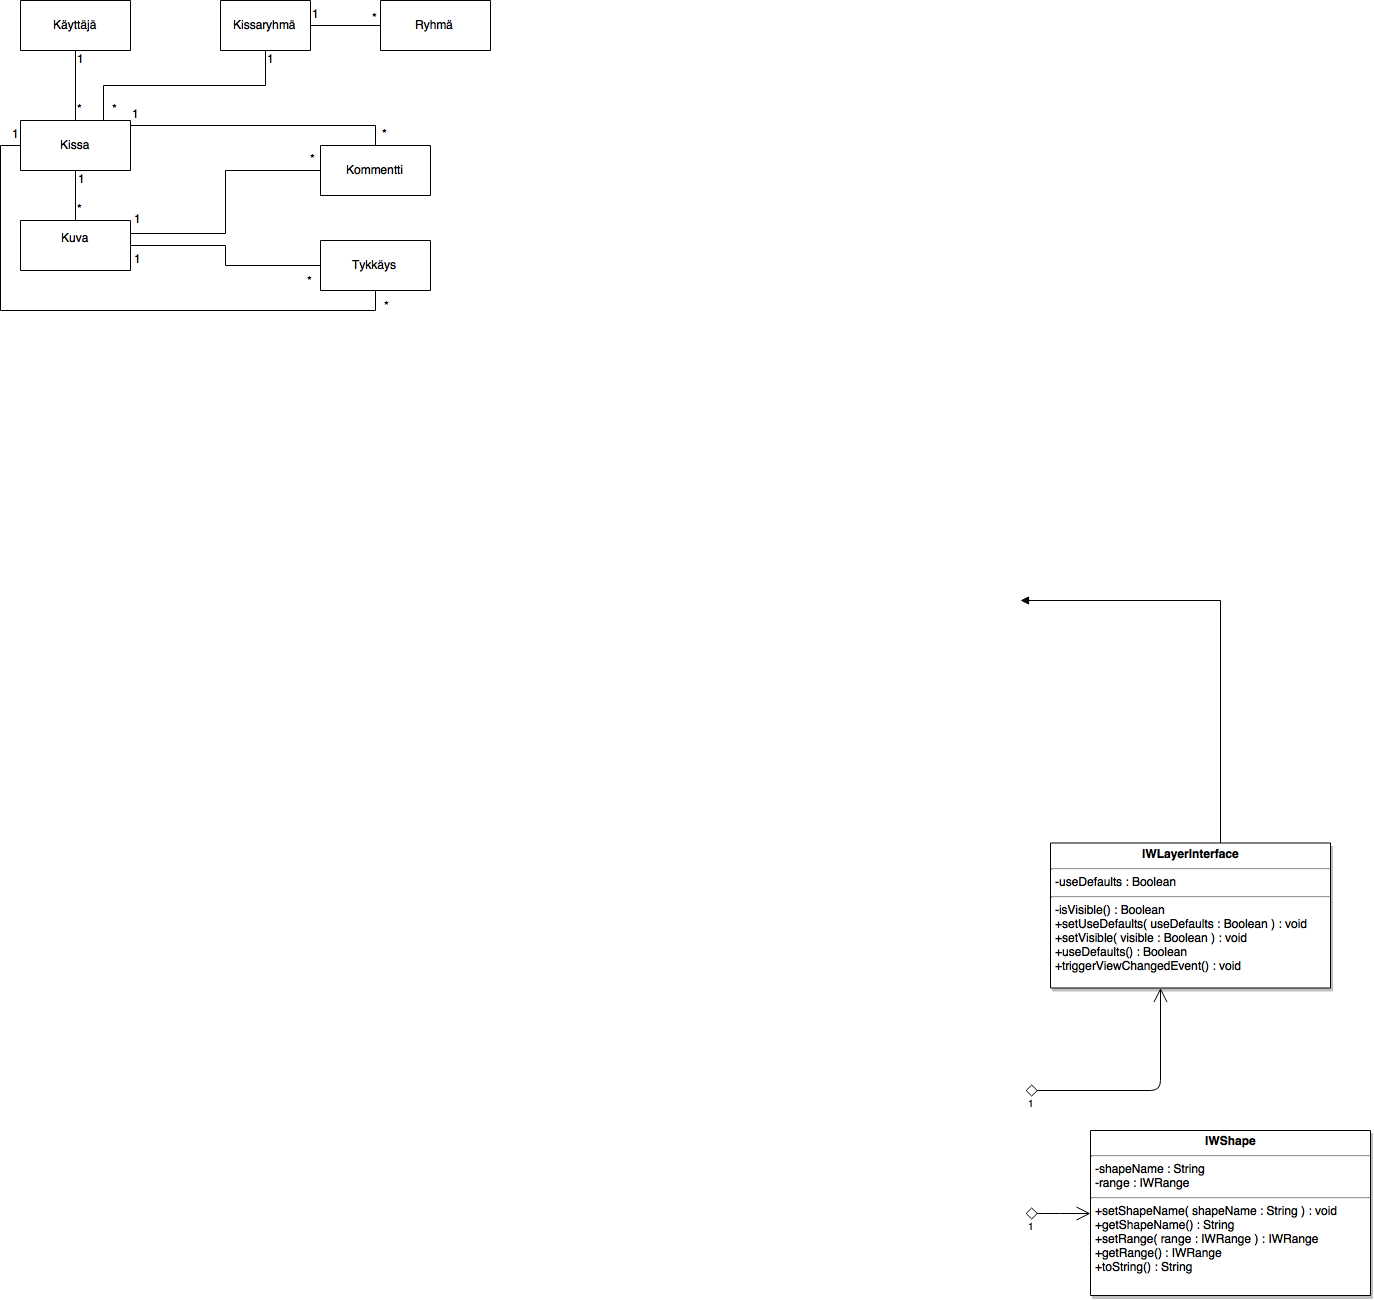 Käyttäjä
Kissaryhmä
1
*
Ryhmä
1
1
*
*
1
*
1
Kissa
*
Kommentti
1
*
1
Kuva
1
*
Tykkäys
*
IWLayerInterface
-useDefaults : Boolean
-isVisible() : Boolean
+setUseDefaults( useDefaults : Boolean ) : void
+setVisible( visible : Boolean ) : void
+useDefaults() : Boolean
+triggerViewChangedEvent() : void
1
IWShape
-shapeName : String
-range : IWRange
1
+setShapeName( shapeName : String ) : void
+getShapeName() : String
+setRange( range : IWRange ) : IWRange
+getRange() : IWRange
+toString() : String